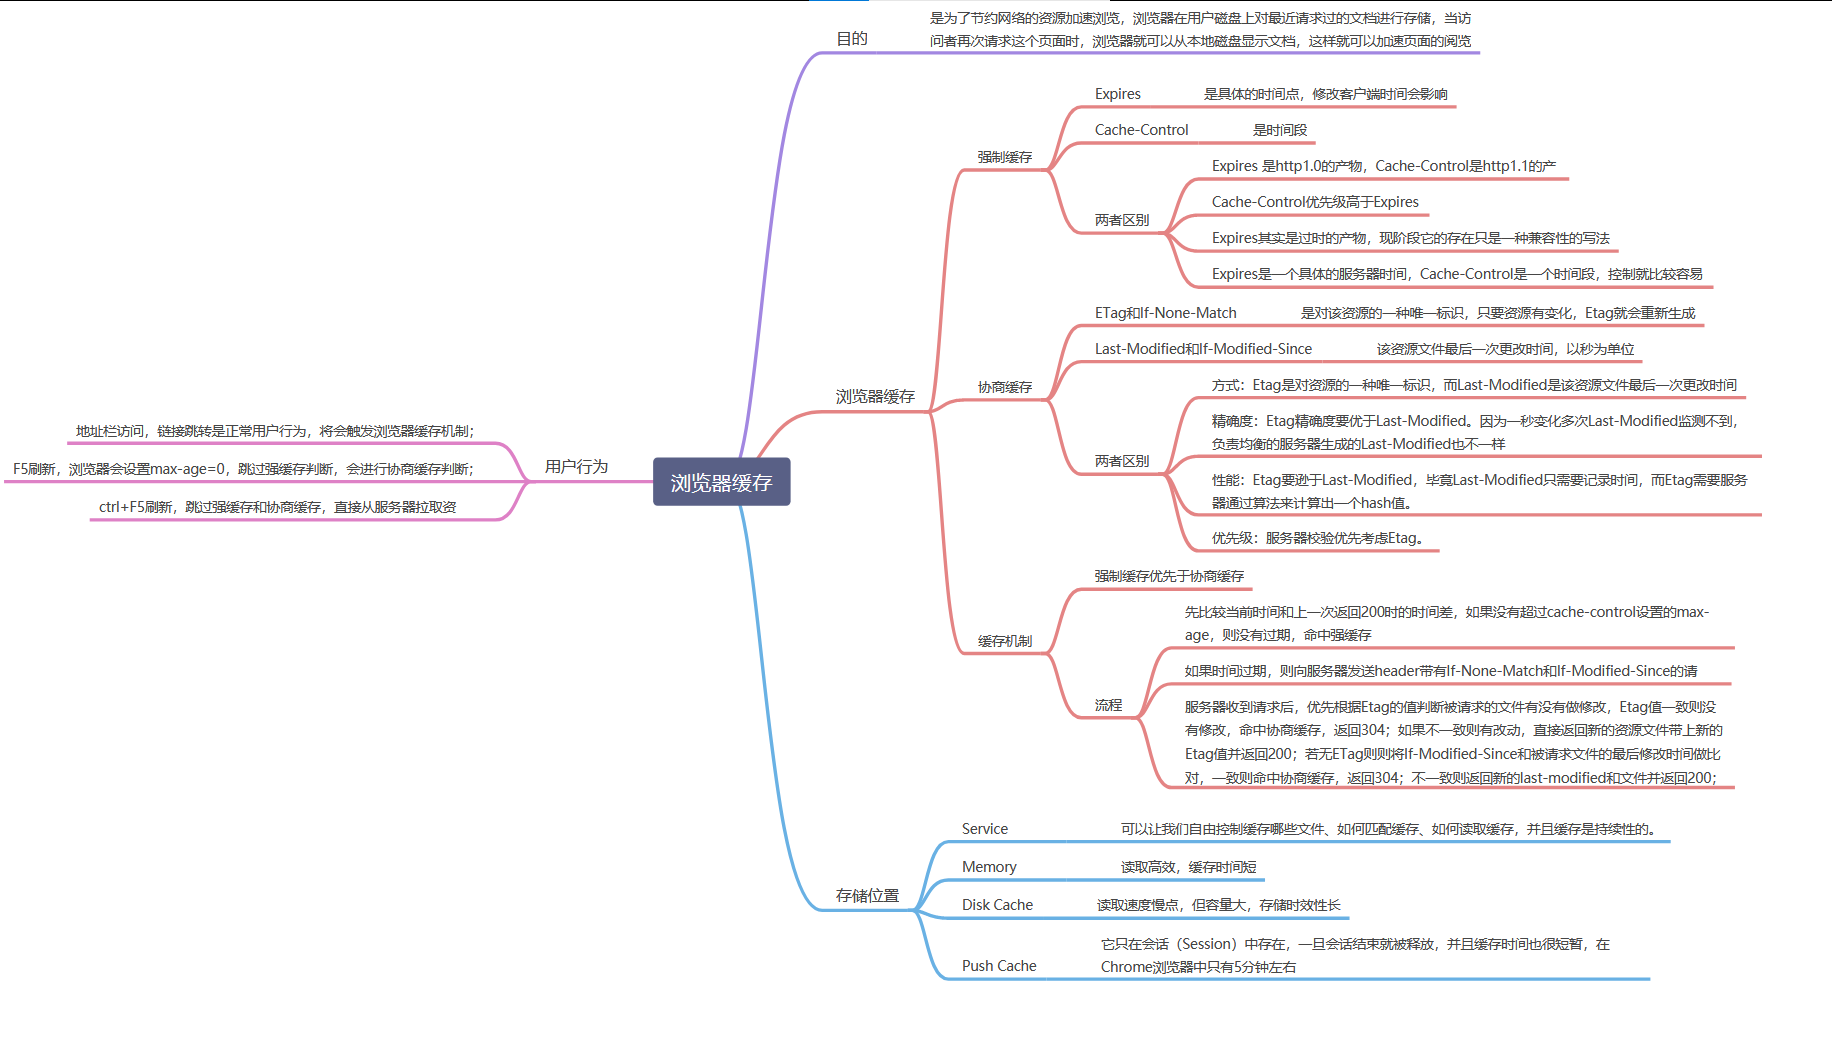 浏览器缓存
目的
是为了节约网络的资源加速浏览，浏览器在用户磁盘上对最近请求过的文档进行存储，当访
问者再次请求这个页面时，浏览器就可以从本地磁盘显示文档，这样就可以加速页面的阅览
浏览器缓存
强制缓存
Expires
是具体的时间点，修改客户端时间会影响
Cache-Control
是时间段
两者区别
Expires 是http1.0的产物，Cache-Control是http1.1的产
Cache-Control优先级高于Expires
Expires其实是过时的产物，现阶段它的存在只是一种兼容性的写法
Expires是一个具体的服务器时间，Cache-Control是一个时间段，控制就比较容易
协商缓存
ETag和If-None-Match
是对该资源的一种唯一标识，只要资源有变化，Etag就会重新生成
Last-Modified和If-Modified-Since
该资源文件最后一次更改时间，以秒为单位
两者区别
方式：Etag是对资源的一种唯一标识，而Last-Modified是该资源文件最后一次更改时间
精确度：Etag精确度要优于Last-Modified。因为一秒变化多次Last-Modified监测不到，
负责均衡的服务器生成的Last-Modified也不一样
性能：Etag要逊于Last-Modified，毕竟Last-Modified只需要记录时间，而Etag需要服务
器通过算法来计算出一个hash值。
优先级：服务器校验优先考虑Etag。
缓存机制
强制缓存优先于协商缓存
流程
先比较当前时间和上一次返回200时的时间差，如果没有超过cache-control设置的max-
age，则没有过期，命中强缓存
如果时间过期，则向服务器发送header带有If-None-Match和If-Modified-Since的请
服务器收到请求后，优先根据Etag的值判断被请求的文件有没有做修改，Etag值一致则没
有修改，命中协商缓存，返回304；如果不一致则有改动，直接返回新的资源文件带上新的
Etag值并返回200；若无ETag则则将If-Modified-Since和被请求文件的最后修改时间做比
对，一致则命中协商缓存，返回304；不一致则返回新的last-modified和文件并返回200；
存储位置
Service
可以让我们自由控制缓存哪些文件、如何匹配缓存、如何读取缓存，并且缓存是持续性的。
Memory
读取高效，缓存时间短
Disk Cache
读取速度慢点，但容量大，存储时效性长
Push Cache
它只在会话（Session）中存在，一旦会话结束就被释放，并且缓存时间也很短暂，在
Chrome浏览器中只有5分钟左右
用户行为
地址栏访问，链接跳转是正常用户行为，将会触发浏览器缓存机制；
F5刷新，浏览器会设置max-age=0，跳过强缓存判断，会进行协商缓存判断；
ctrl+F5刷新，跳过强缓存和协商缓存，直接从服务器拉取资